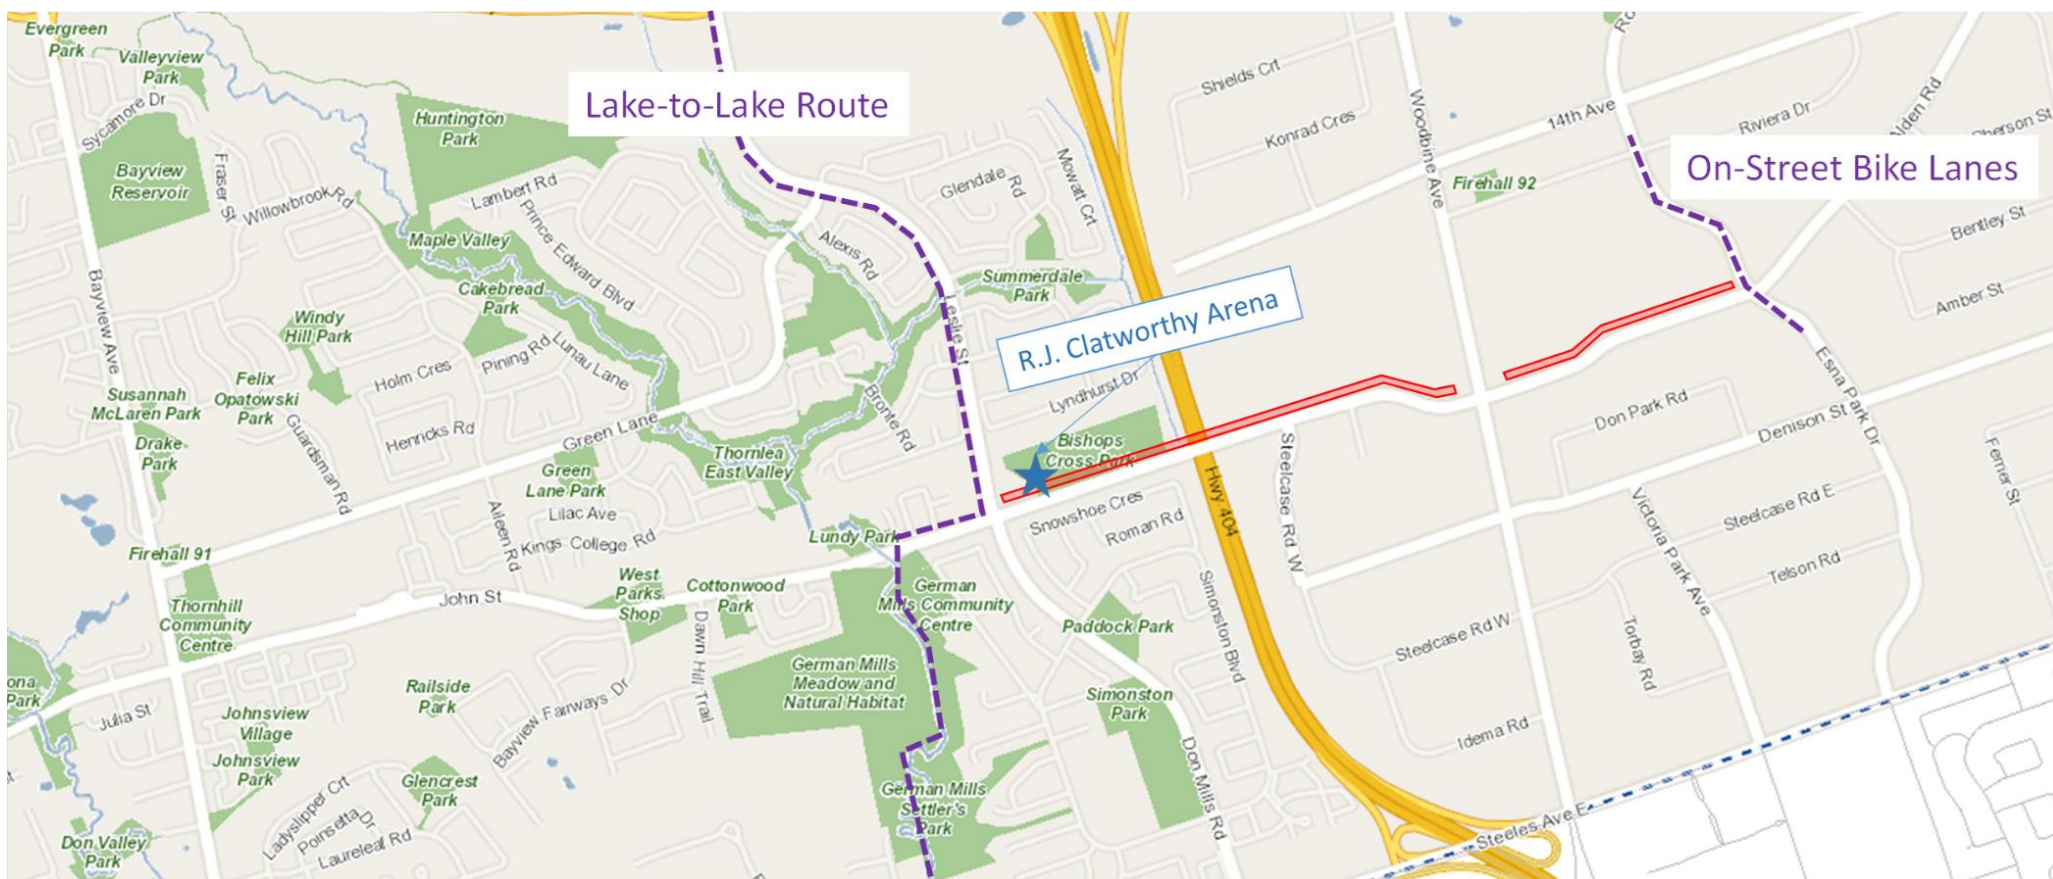 Evergreen
Park
Valleyview
Park
Sycamore Dr
Bayview
Reservoir
Fraser St
Willowbrook Rd
Huntington
Park
Lake-to-Lake Route
Lambert Rd
Prince Edward Blvd
Maple Valley
Cakebread
Park
Alexis Rd
Glendale
Rd
Mowatt Crt
Summerdale
Park
Leslie St
Shields Crt
Konrad Cres
Woodbine Ave
14th Ave
Riviera Dr
Alden Rd
Firehall 92
On-Street Bike Lanes
Bentley St
Amber St
R.J. Clatworthy Arena
Bayview Ave
Windy
Hill Park
Holm Cres
Pining Rd
Lunau Lane
Susannah
McLaren Park
Felix
Opatowski
Park
Drake
Park
Guardsman Rd
Henricks Rd
Green Lane
Green
Lane Park
Thornlea
East Valley
Bronte Rd
Lyndhurst Dr
Bishops
Cross Park
Hwy 404
Steelcase Rd W
Don Park Rd
Denison St
Esna Park Dr
Ferrier St
Aileen Rd
Lilac Ave
Kings College Rd
Lundy Park
Snowshoe Cres
Roman Rd
Victoria Park Ave
Steelcase Rd E
Telson Rd
Firehall 91
Thornhill
Community
Centre
John St
West
Parks
Shop
Cottonwood
Park
Dawn Hill Trail
German
Mills Community
Centre
Paddock Park
Simonston Blvd
Steelcase Rd W
Torbay Rd
ona
Park
Julia St
Johnsview
Village
Johnsview
Park
Railside
Park
Bayview Fairways Dr
German Mills
Meadow and
Natural Habitat
Simonston
Park
Idema Rd
Don Mills Rd
Glencrest
Park
German Mills
Settler's
Park
Ladyslipper Crt
Poinsetta Dr
Laureleaf Rd
Don Valley
Park
Steeles Ave E